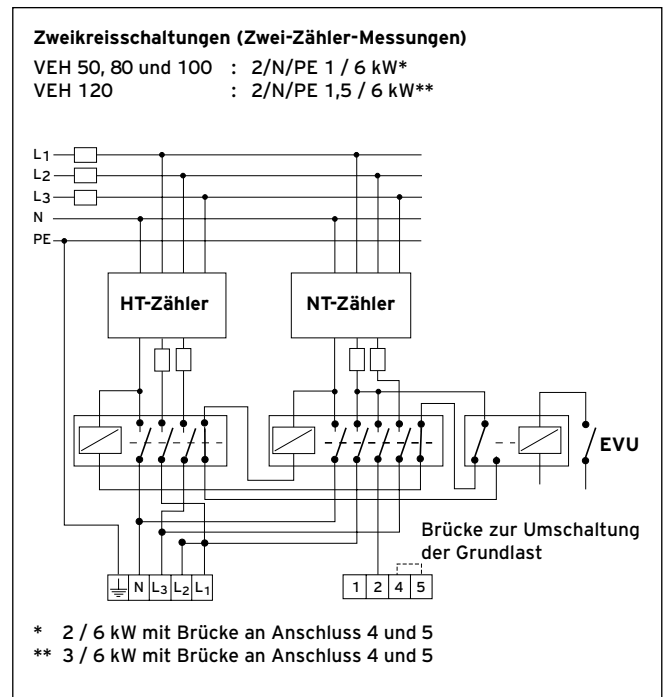 Zweikreisschaltungen (Zwei-Zähler-Messungen)
VEH 50, 80 und 100 : 2/N/PE 1 / 6 kW*
VEH 120 : 2/N/PE 1,5 / 6 kW**
L1
L2
L3
N
PE
HT-Zähler NT-Zähler
EVU
Brücke zur Umschaltung
der Grundlast
N L3 L2 L1 1 2 4 5
* 2 / 6 kW mit Brücke an Anschluss 4 und 5
** 3 / 6 kW mit Brücke an Anschluss 4 und 5